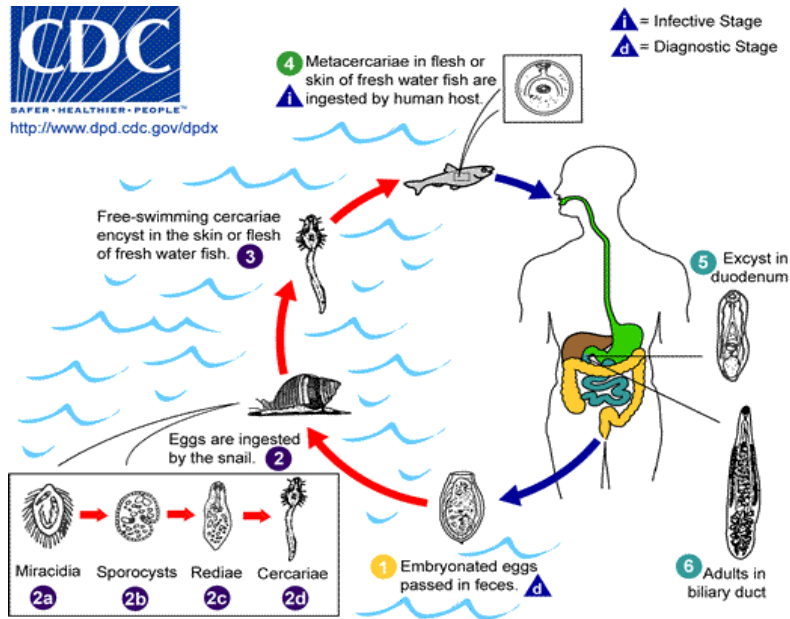 CDC
SAFER • HEALTHIER • PEOPLE™
http://www.dpd.cdc.gov/dpdx
i = Infective Stage
d = Diagnostic Stage
4 Metacercariae in flesh or
skin of fresh water fish are
i ingested by human host.
Free-swimming cercariae
encyst in the skin or flesh
of fresh water fish. 3
5 Excyst in
duodenum
Eggs are ingested
by the snail. 2
Miracidia Sporocysts Rediae Cercariae
2a 2b 2c 2d
1 Embryonated eggs
passed in feces. d
6 Adults in
biliary duct